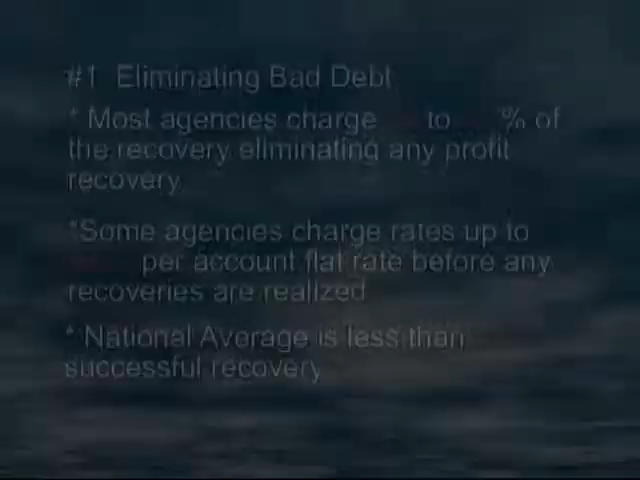 #1 Eliminating Bad Debt
* Most agencies charge to % of
the recovery eliminating any profit
recovery
*Some agencies charge rates up to
per account flat rate before any
recoveries are realized
* National Average is less than
successful recovery